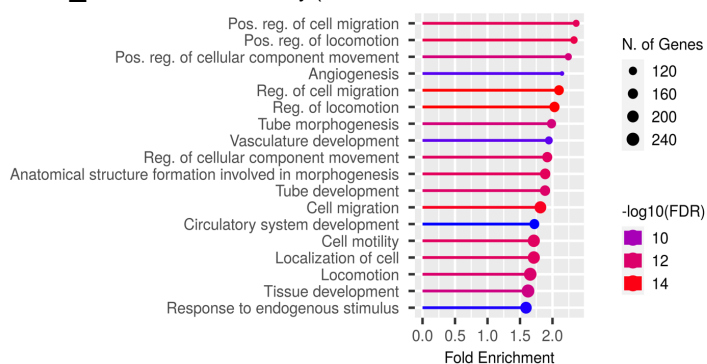 Pos. reg. of cell migration
Pos. reg. of locomotion
Pos. reg. of cellular component movement
Angiogenesis
Reg. of cell migration
Reg. of locomotion
Tube morphogenesis
Vasculature development
Reg. of cellular component movement
Anatomical structure formation involved in morphogenesis
Tube development
Cell migration
Circulatory system development
Cell motility
Localization of cell
Locomotion
Tissue development
Response to endogenous stimulus
0.0 0.5 1.0 1.5 2.0
Fold Enrichment
N. of Genes
120
160
200
240
-log10(FDR)
10
12
14